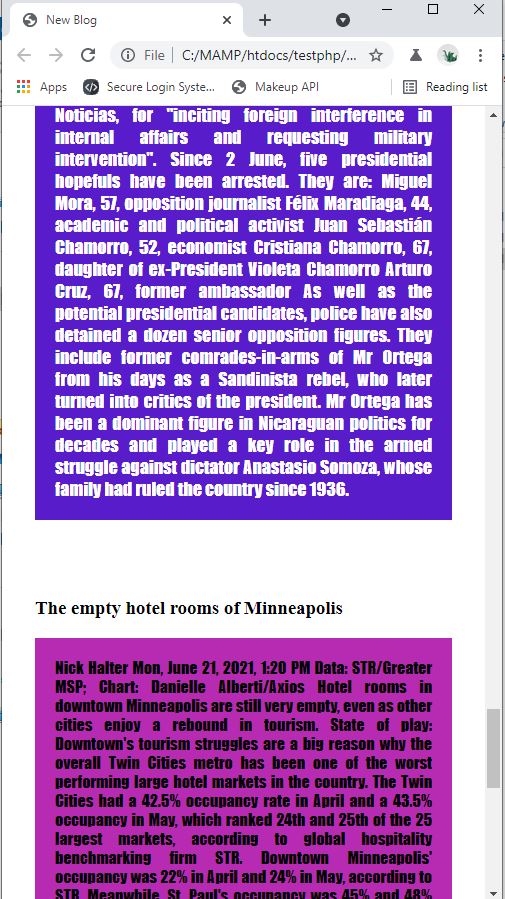 New Blog
File
C:/MAMP/htdocs/testphp/...
Apps
Secure Login Syste...
Makeup API
Reading list
Noticias, for "inciting foreign interference in
internal affairs and requesting military
intervention". Since 2 June, five presidential
hopefuls have been arrested. They are: Miguel
Mora, 57, opposition journalist Félix Maradiaga, 44,
academic and political activist Juan Sebastián
Chamorro, 52, economist Cristiana Chamorro, 67,
daughter of ex-President Violeta Chamorro Arturo
Cruz, 67, former ambassador As well as the
potential presidential candidates, police have also
detained a dozen senior opposition figures. They
include former comrades-in-arms of Mr Ortega
from his days as a Sandinista rebel, who later
turned into critics of the president. Mr Ortega has
been a dominant figure in Nicaraguan politics for
decades and played a key role in the armed
struggle against dictator Anastasio Somoza, whose
family had ruled the country since 1936.
The empty hotel rooms of Minneapolis
Nick Halter Mon, June 21, 2021, 1:20 PM Data: STR/Greater
MSP; Chart: Danielle Alberti/Axios Hotel rooms in
downtown Minneapolis are still very empty, even as other
cities enjoy a rebound in tourism. State of play:
Downtown's tourism struggles are a big reason why the
overall Twin Cities metro has been one of the worst
performing large hotel markets in the country. The Twin
Cities had a 42.5% occupancy rate in April and a 43.5%
occupancy in May, which ranked 24th and 25th of the 25
largest markets, according to global hospitality
benchmarking firm STR. Downtown Minneapolis'
occupancy was 22% in April and 24% in May, according to
STR. Meanwhile, St. Paul's occupancy was 45% and 48%